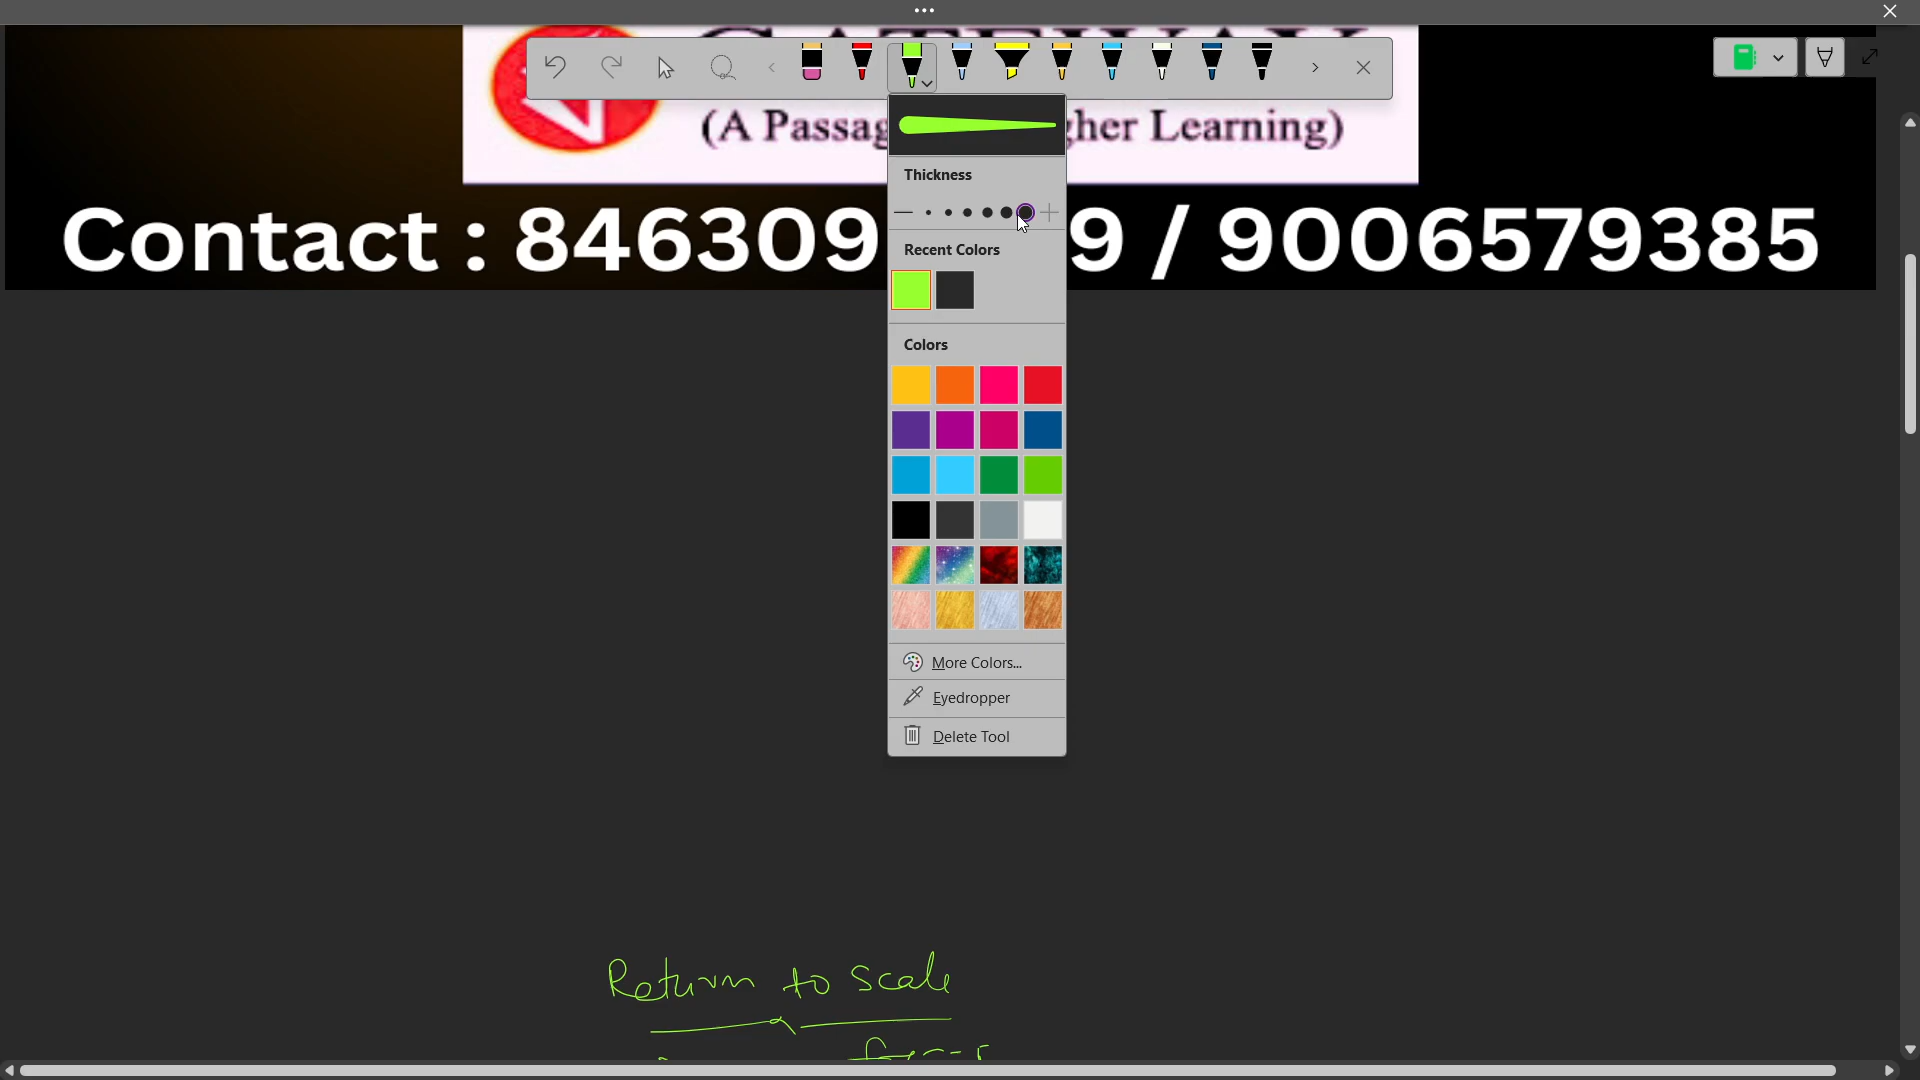 (A Passag her Learning)
Contact : 846309 9 / 9006579385
Thickness
Recent Colors
Colors
More Colors...
Eyedropper
Delete Tool
Return to scale